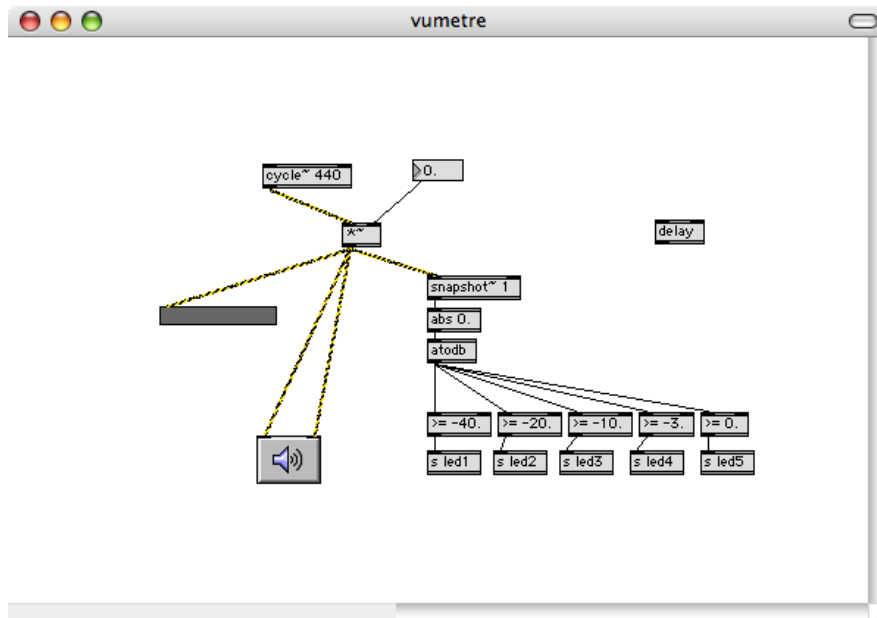 vumetre
cycle~ 440
0.
*~
delay
snapshot~ 1
abs 0.
atodb
>= -40. >= -20. >= -10. >= -3. >= 0.
s led1 s led2 s led3 s led4 s led5